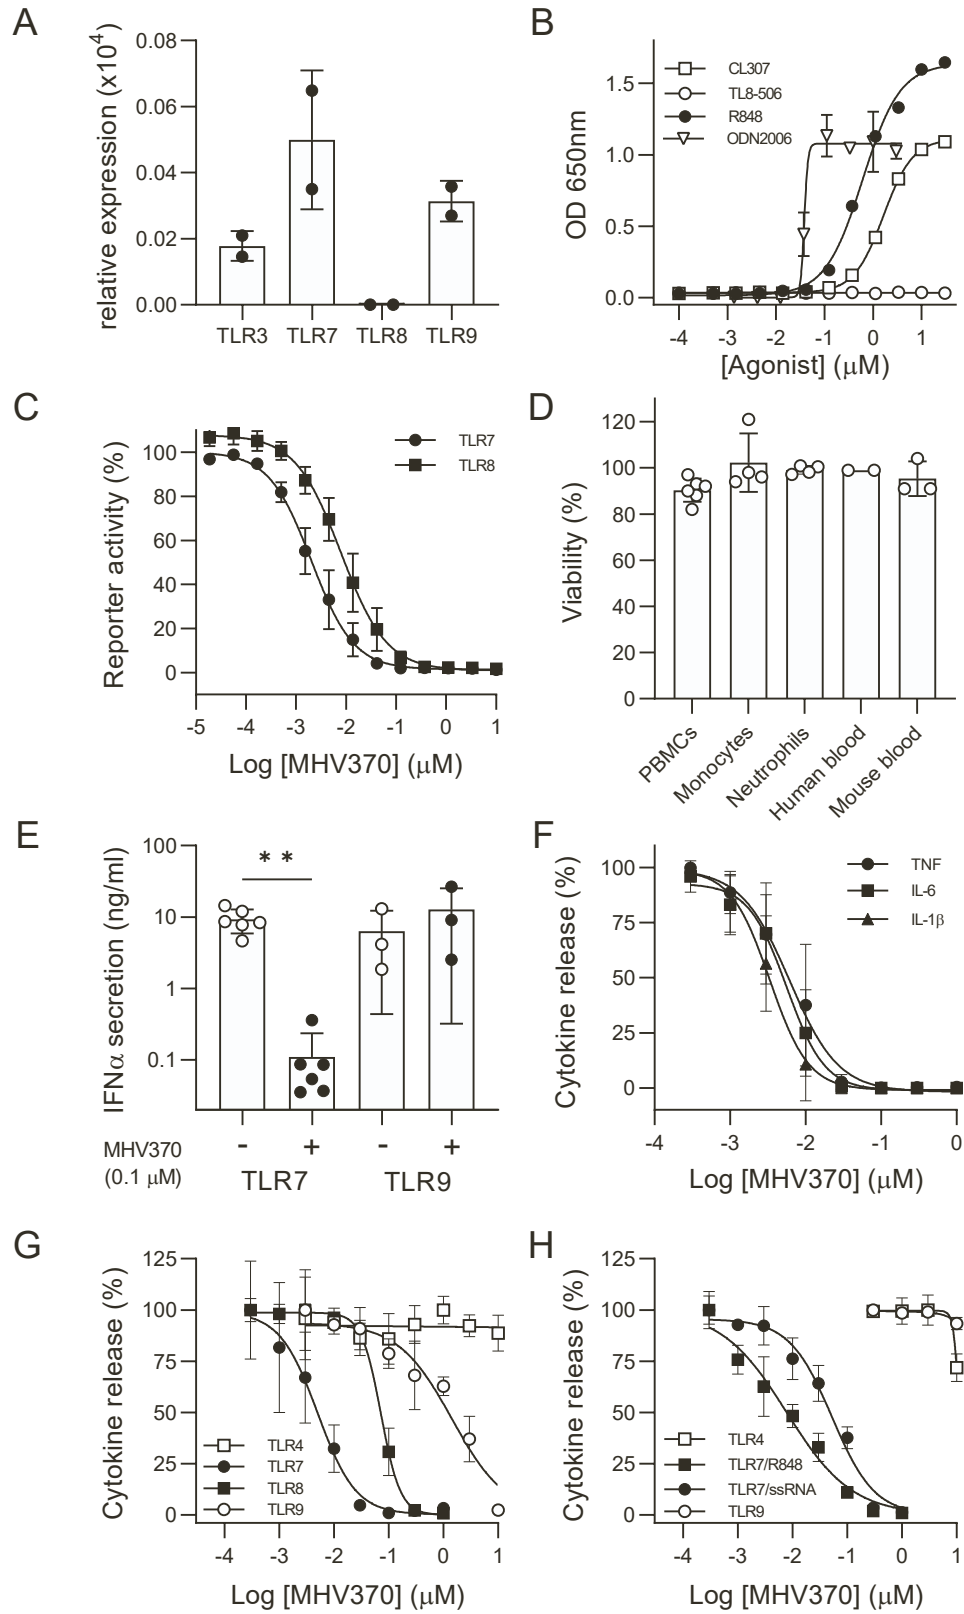 A
relative expression (x10⁴)
0.08
0.06
0.04
0.02
0.00
TLR3 TLR7 TLR8 TLR9
B
OD 650nm
1.5
1.0
0.5
0.0
CL307
TL8-506
R848
ODN2006
-4 -3 -2 -1 0 1
[Agonist] (μM)
C
Reporter activity (%)
100
80
60
40
20
0
TLR7
TLR8
-5 -4 -3 -2 -1 0 1
Log [MHV370] (μM)
D
Viability (%)
120
100
80
60
40
20
0
PBMCs
Monocytes
Neutrophils
Human blood
Mouse blood
E
IFNα secretion (ng/ml)
100
10
1
0.1
* *
MHV370 - + - +
(0.1 μM)
TLR7 TLR9
F
Cytokine release (%)
100
75
50
25
0
TNF
IL-6
IL-1β
-4 -3 -2 -1 0
Log [MHV370] (μM)
G
Cytokine release (%)
125
100
75
50
25
0
TLR4
TLR7
TLR8
TLR9
-4 -3 -2 -1 0 1
Log [MHV370] (μM)
H
Cytokine release (%)
125
100
75
50
25
0
TLR4
TLR7/R848
TLR7/ssRNA
TLR9
-4 -3 -2 -1 0 1
Log [MHV370] (μM)